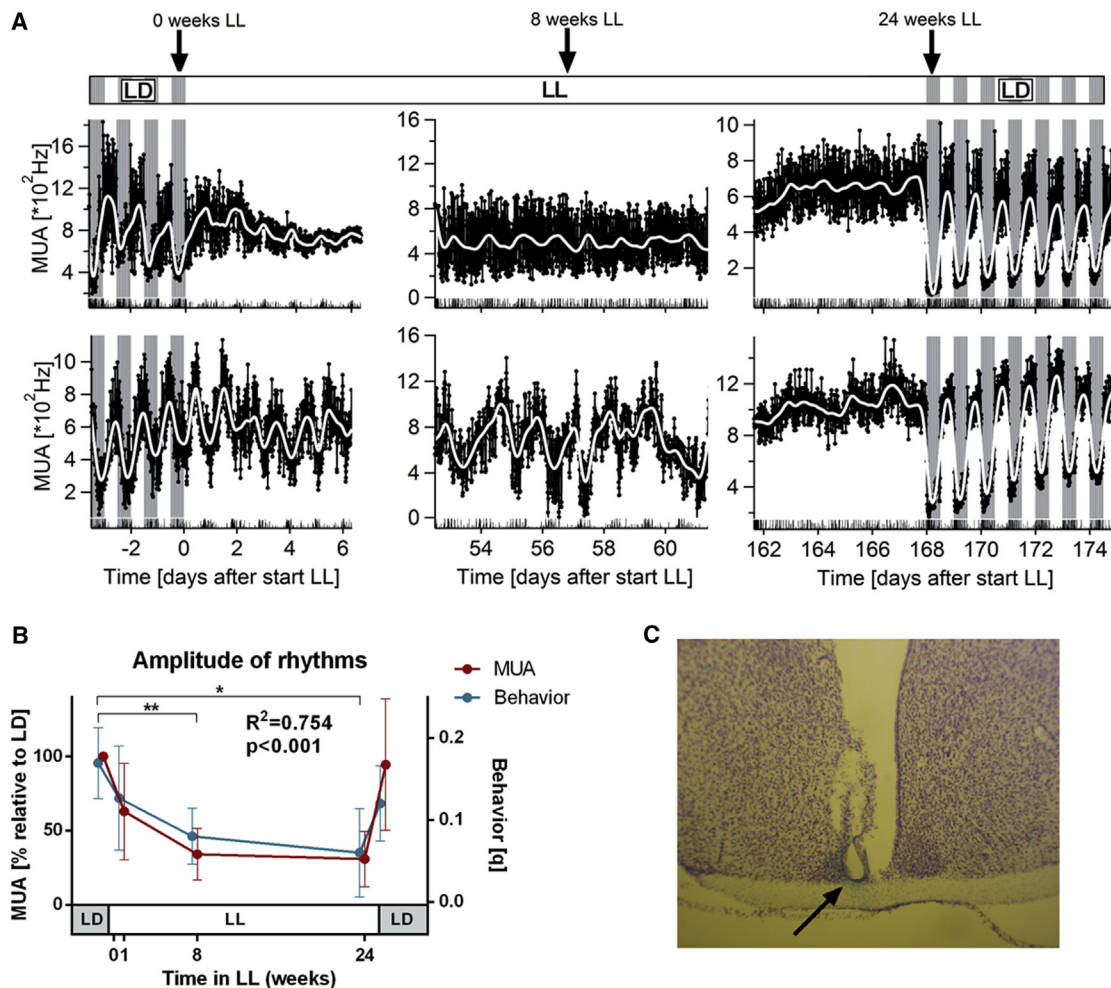 A
0 weeks LL
8 weeks LL
24 weeks LL
LD
LL
LD
MUA [*10²Hz]
16
12
8
4
16
14
12
10
8
6
4
2
0
10
8
6
4
2
MUA [*10²Hz]
10
8
6
4
2
16
12
8
4
0
12
8
4
-2 0 2 4 6
54 56 58 60
162 164 166 168 170 172 174
Time [days after start LL]
Time [days after start LL]
Time [days after start LL]
B
Amplitude of rhythms
MUA
Behavior
*
**
R²=0.754
p<0.001
MUA [% relative to LD]
100
50
0
0.2
0.1
0.0
Behavior [q]
LD
LL
LD
01 8 24
Time in LL (weeks)
C